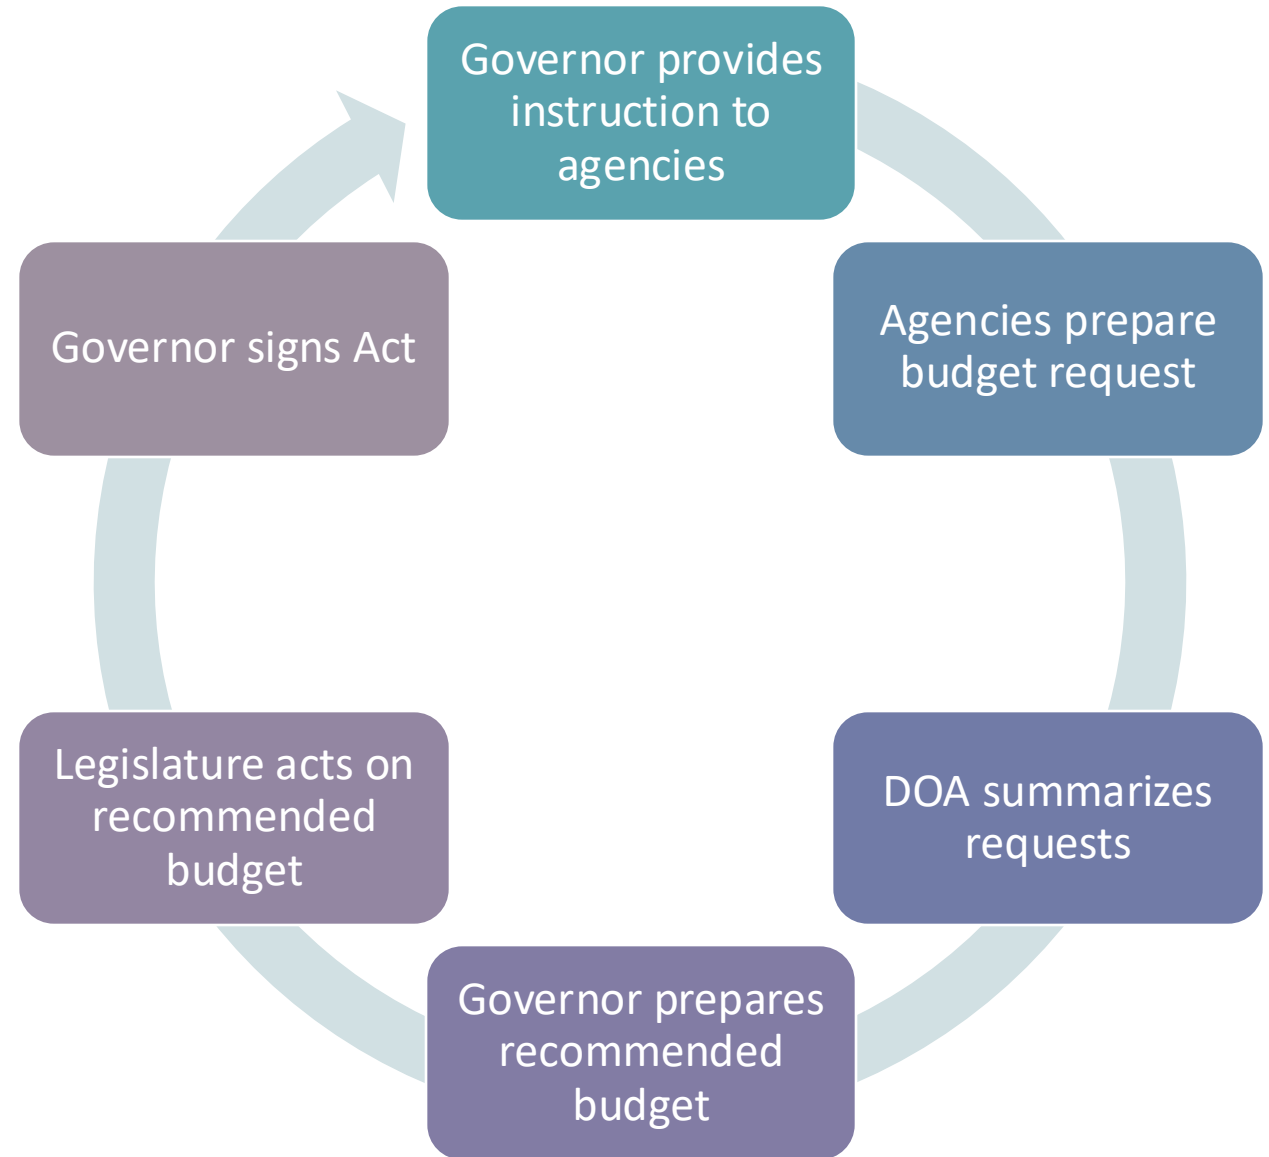 Governor provides
instruction to
agencies
Agencies prepare
budget request
DOA summarizes
requests
Governor prepares
recommended
budget
Legislature acts on
recommended
budget
Governor signs Act